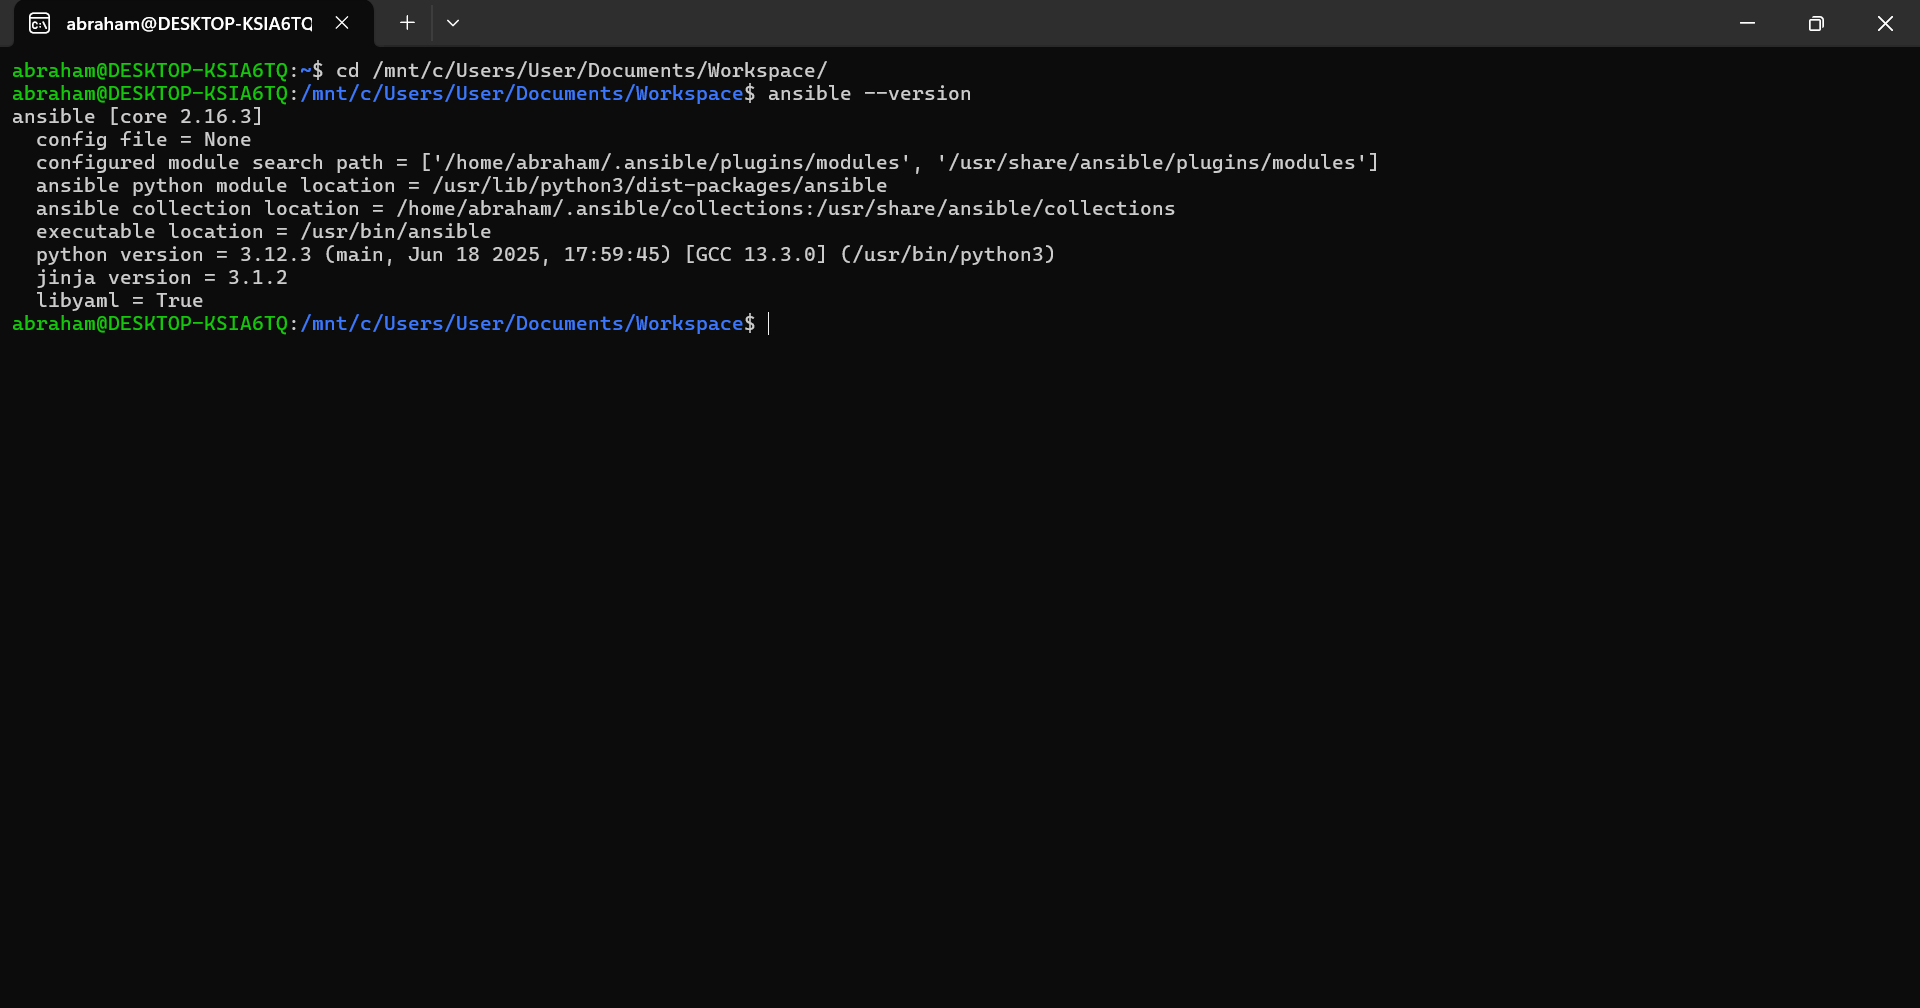 abraham@DESKTOP-KSIA6TQ
abraham@DESKTOP-KSIA6TQ:~$ cd /mnt/c/Users/User/Documents/Workspace/
abraham@DESKTOP-KSIA6TQ:/mnt/c/Users/User/Documents/Workspace$ ansible --version
ansible [core 2.16.3]
  config file = None
  configured module search path = ['/home/abraham/.ansible/plugins/modules', '/usr/share/ansible/plugins/modules']
  ansible python module location = /usr/lib/python3/dist-packages/ansible
  ansible collection location = /home/abraham/.ansible/collections:/usr/share/ansible/collections
  executable location = /usr/bin/ansible
  python version = 3.12.3 (main, Jun 18 2025, 17:59:45) [GCC 13.3.0] (/usr/bin/python3)
  jinja version = 3.1.2
  libyaml = True
abraham@DESKTOP-KSIA6TQ:/mnt/c/Users/User/Documents/Workspace$